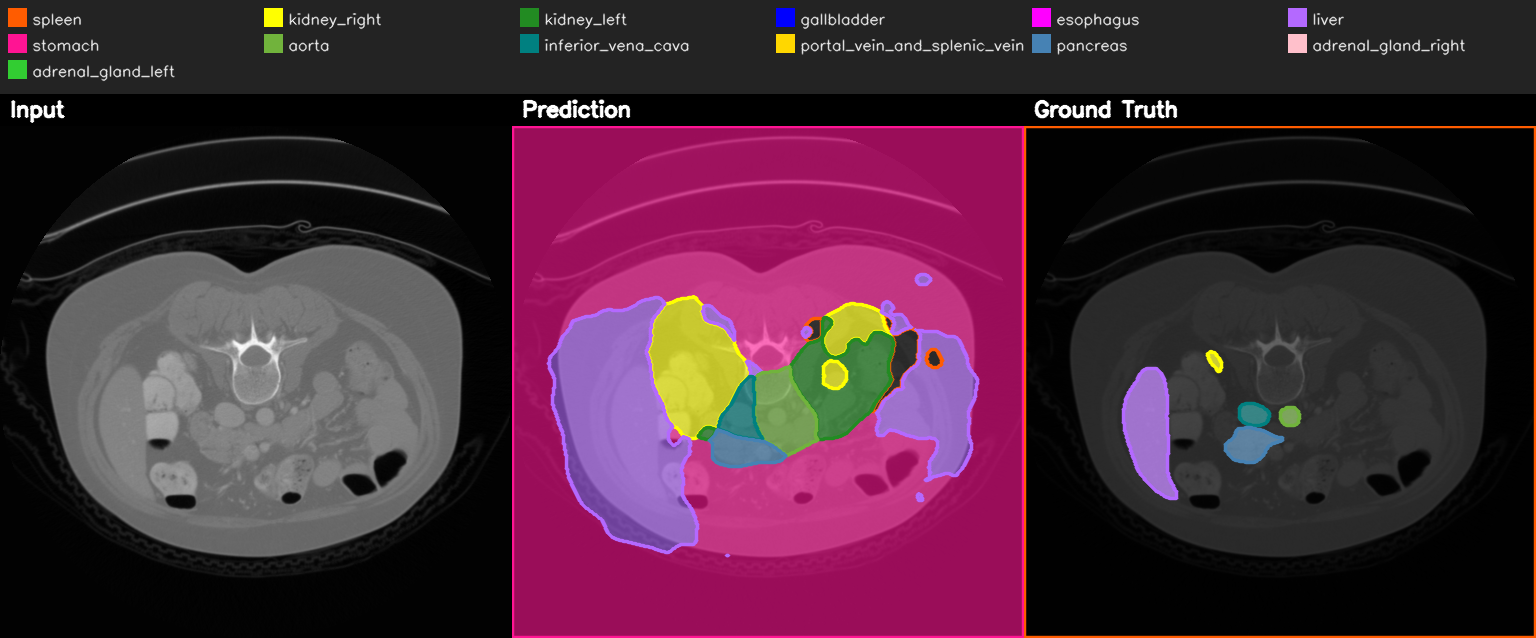 spleen kidney_right kidney_left gallbladder esophagus liver
stomach aorta inferior_vena_cava portal_vein_and_splenic_vein pancreas adrenal_gland_right
adrenal_gland_left
Input Prediction Ground Truth